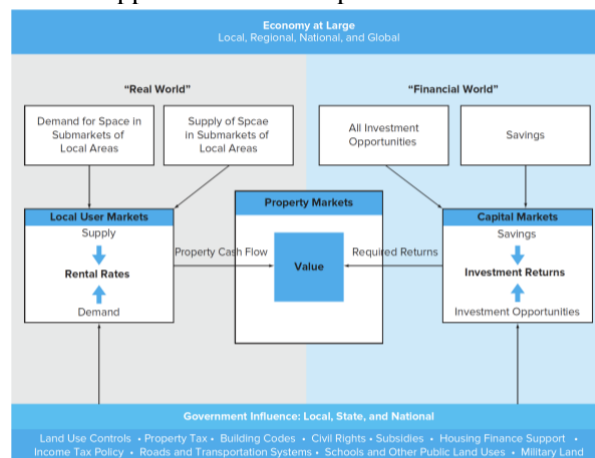 Economy at Large
Local, Regional, National, and Global
"Real World"
"Financial World"
Demand for Space in
Submarkets of
Local Areas
Supply of Spcae
in Submarkets of
Local Areas
All Investment
Opportunities
Savings
Local User Markets
Supply
Rental Rates
Demand
Property Cash Flow
Property Markets
Value
Required Returns
Capital Markets
Savings
Investment Returns
Investment Opportunities
Government Influence: Local, State, and National
Land Use Controls • Property Tax • Building Codes • Civil Rights • Subsidies • Housing Finance Support •
Income Tax Policy • Roads and Transportation Systems • Schools and Other Public Land Uses • Military Land